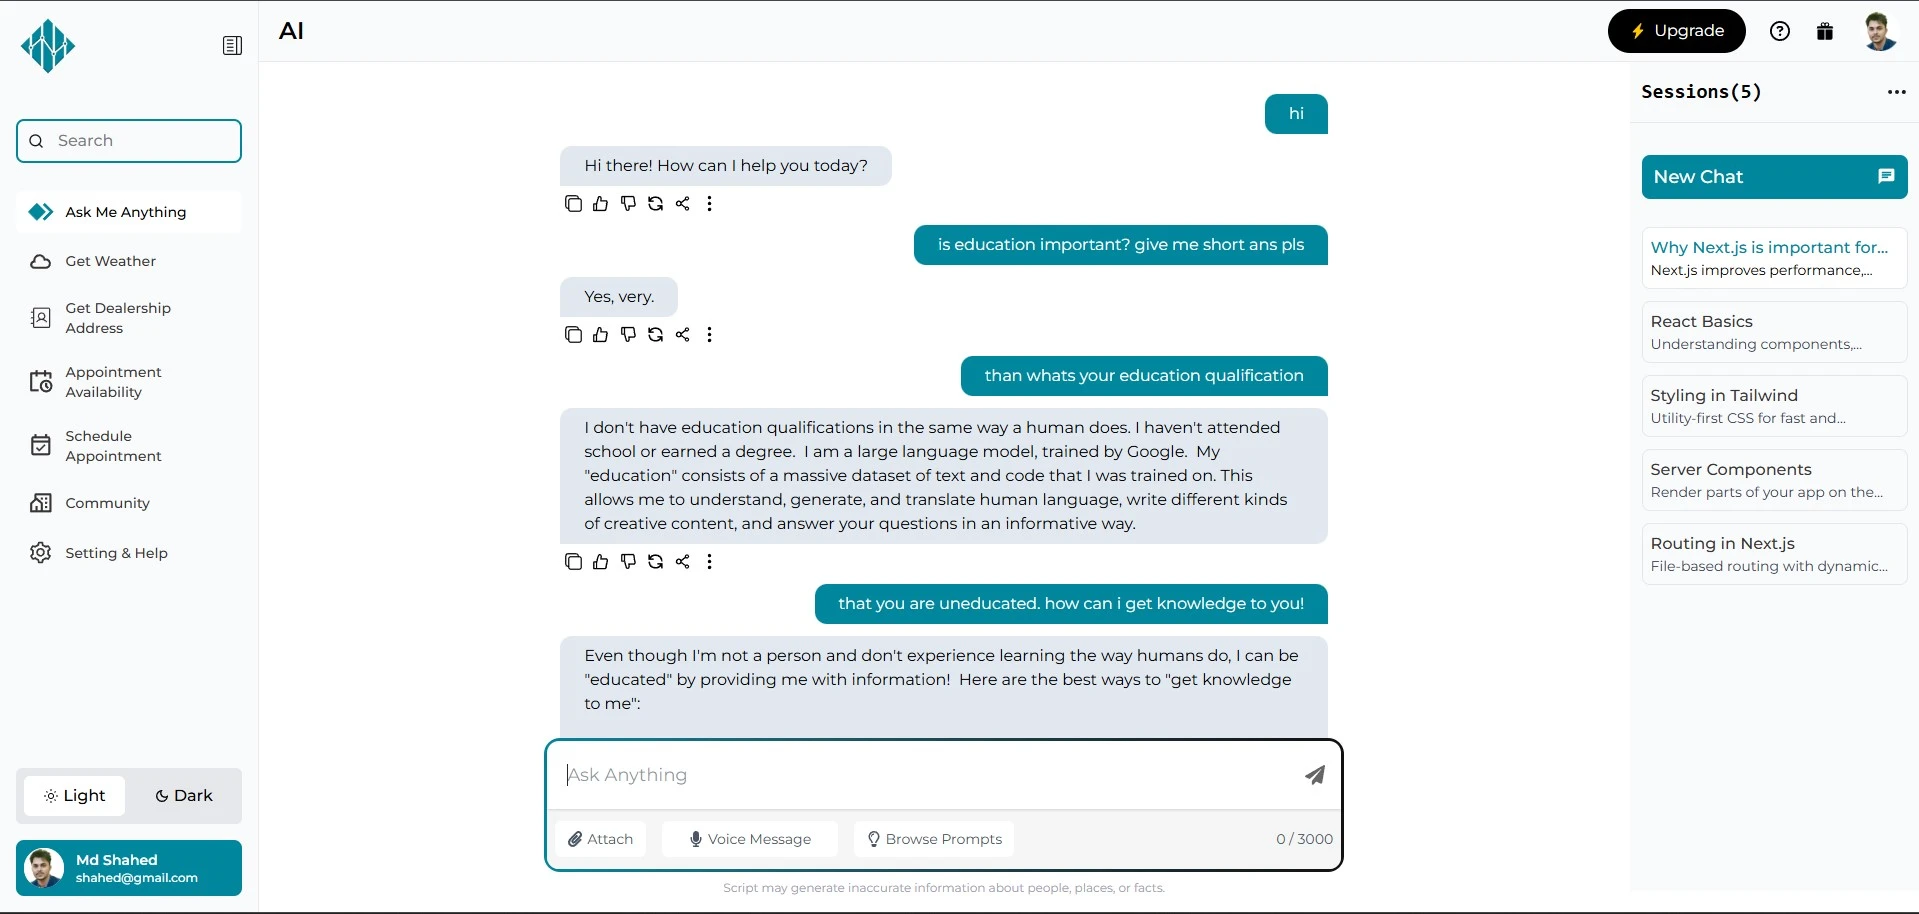 AI
Upgrade
Search
Ask Me Anything
Get Weather
Get Dealership
Address
Appointment
Availability
Schedule
Appointment
Community
Setting & Help
Light
Dark
Md Shahed
shahed@gmail.com
hi
Hi there! How can I help you today?
is education important? give me short ans pls
Yes, very.
than whats your education qualification
I don't have education qualifications in the same way a human does. I haven't attended
school or earned a degree.  I am a large language model, trained by Google.  My
"education" consists of a massive dataset of text and code that I was trained on. This
allows me to understand, generate, and translate human language, write different kinds
of creative content, and answer your questions in an informative way.
that you are uneducated. how can i get knowledge to you!
Even though I'm not a person and don't experience learning the way humans do, I can be
"educated" by providing me with information!  Here are the best ways to "get knowledge
to me":
Ask Anything
Attach
Voice Message
Browse Prompts
0 / 3000
Script may generate inaccurate information about people, places, or facts.
Sessions(5)
New Chat
Why Next.js is important for...
Next.js improves performance,...
React Basics
Understanding components,...
Styling in Tailwind
Utility-first CSS for fast and...
Server Components
Render parts of your app on the...
Routing in Next.js
File-based routing with dynamic...